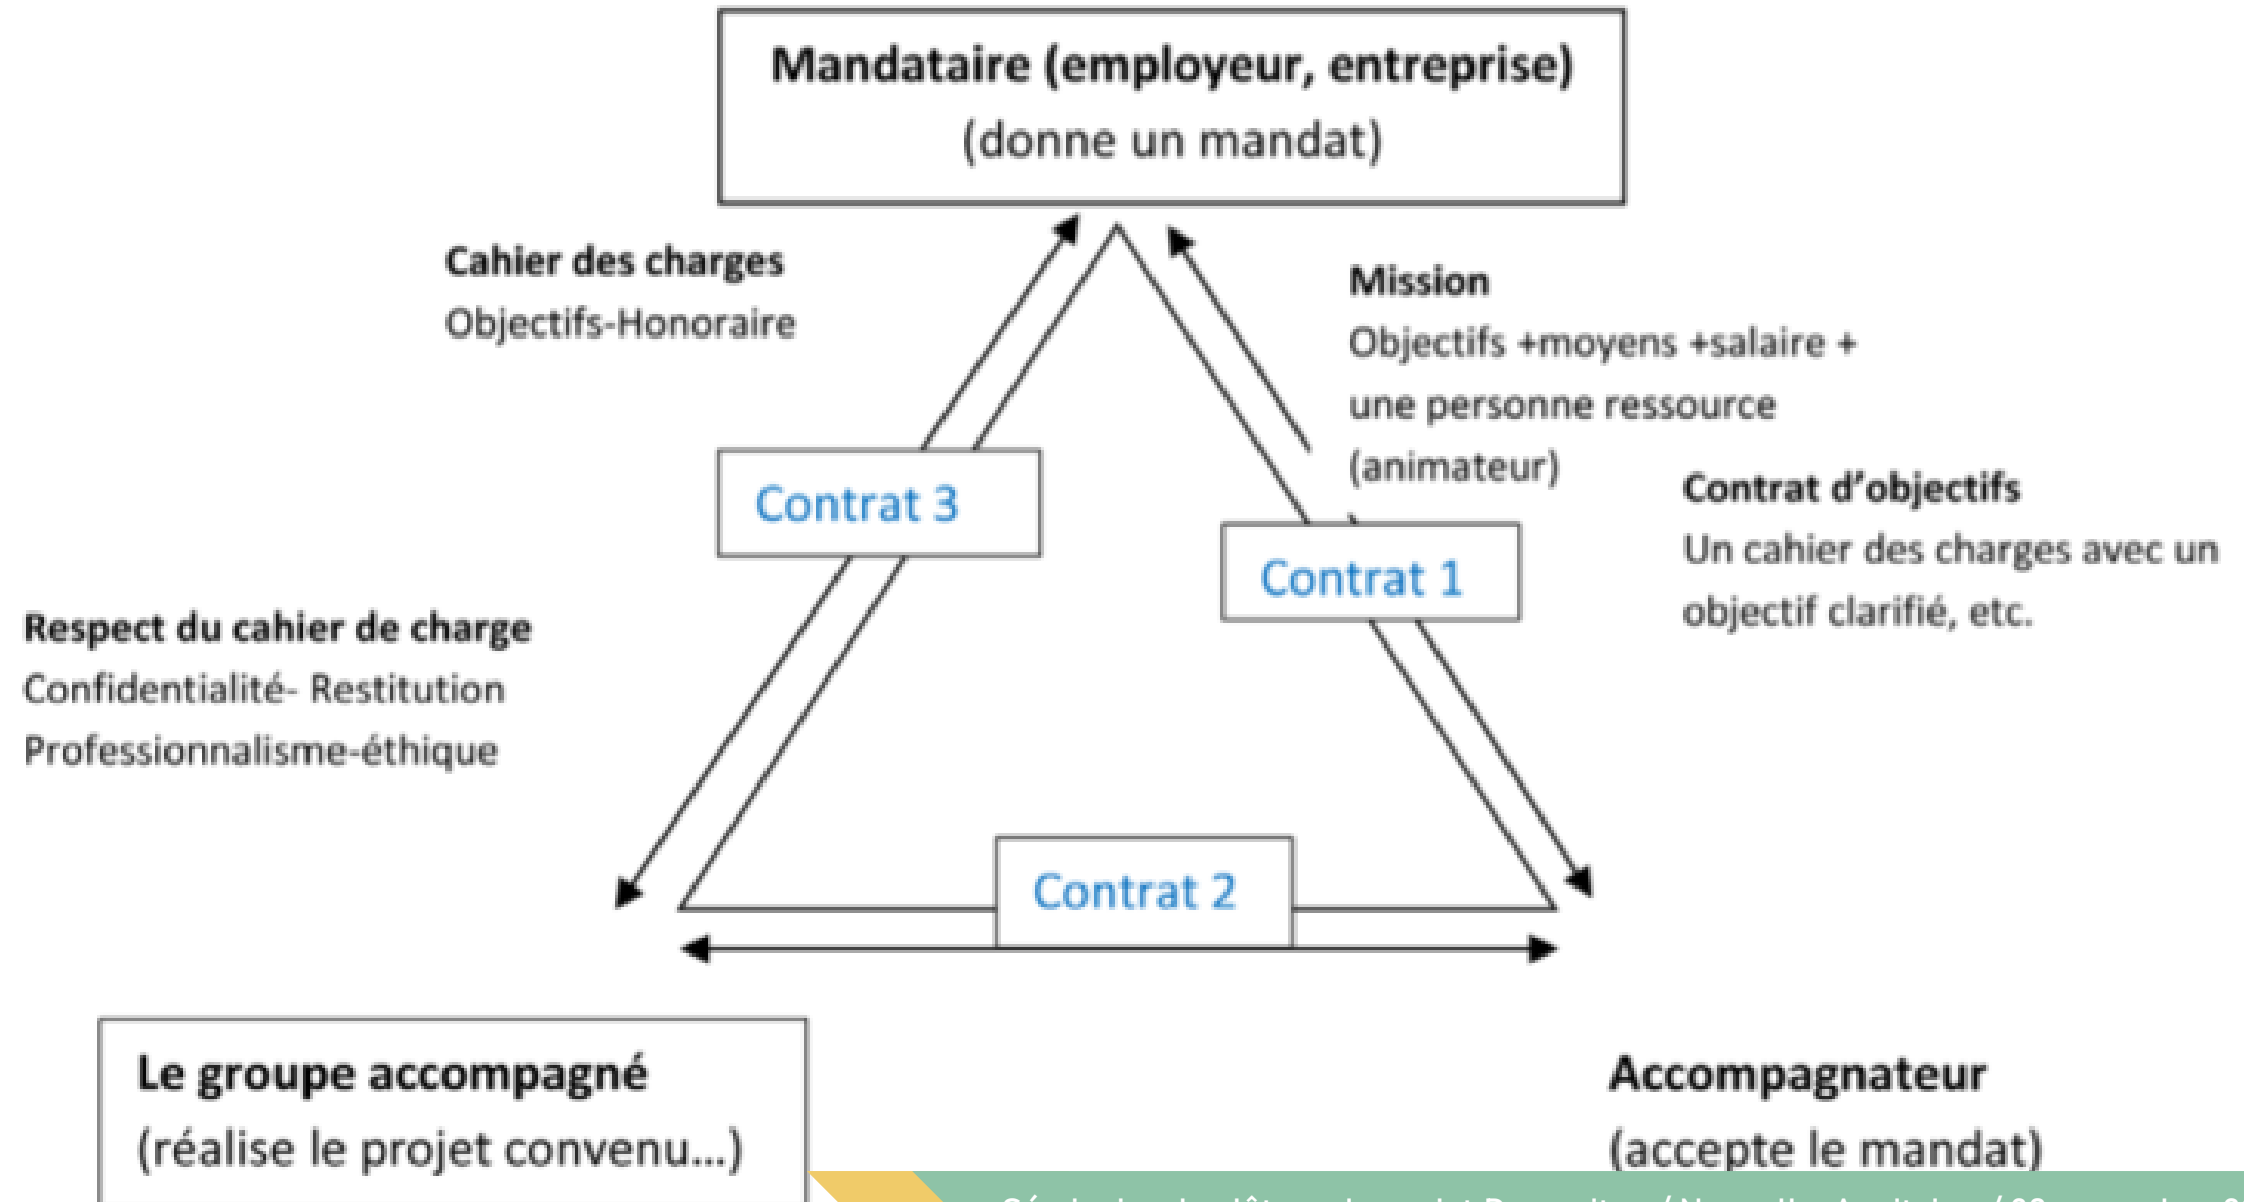 Mandataire (employeur, entreprise)
(donne un mandat)
Cahier des charges
Objectifs-Honoraire
Mission
Objectifs +moyens +salaire +
une personne ressource
(animateur)
Contrat d’objectifs
Un cahier des charges avec un
objectif clarifié, etc.
Contrat 3
Contrat 1
Respect du cahier de charge
Confidentialité- Restitution
Professionnalisme-éthique
Contrat 2
Le groupe accompagné
(réalise le projet convenu...)
Accompagnateur
(accepte le mandat)